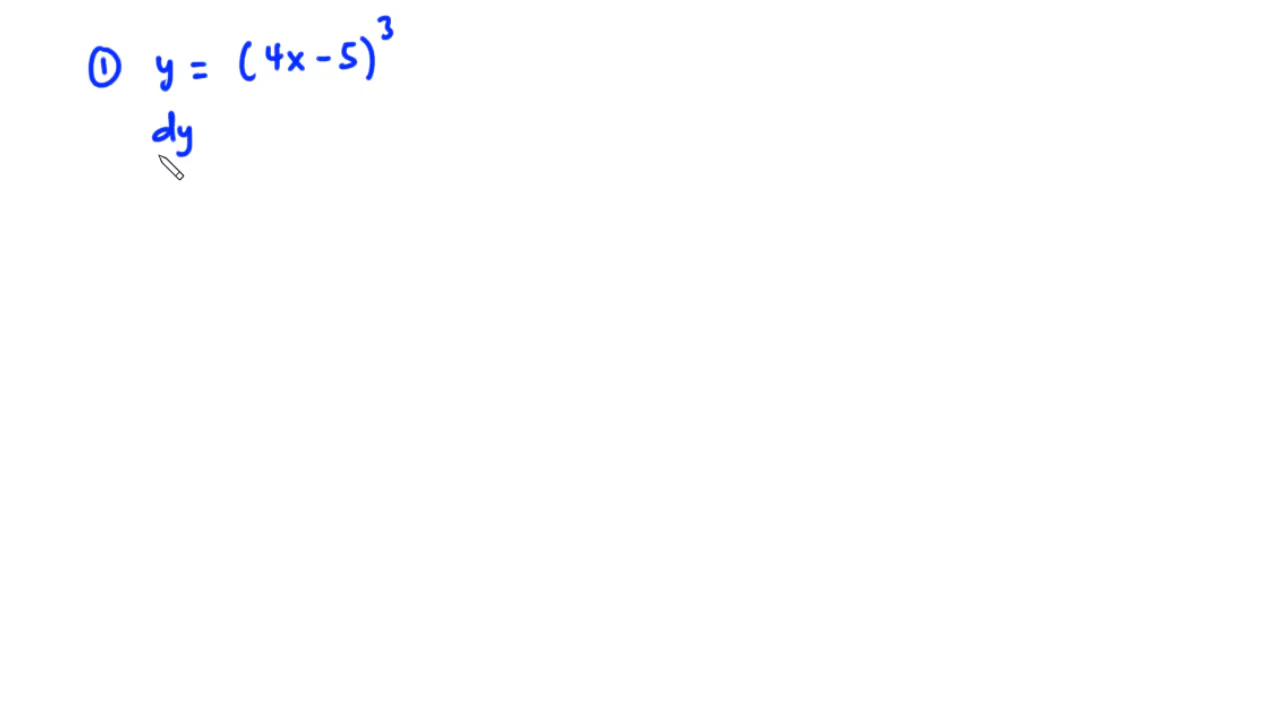 ① y = (4x - 5)³
dy